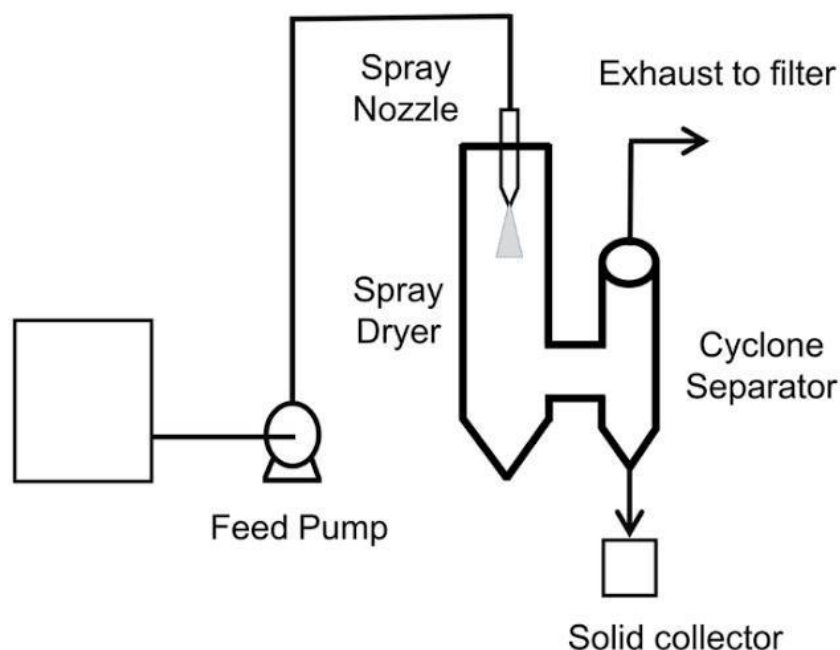 Spray
Nozzle
Exhaust to filter
Spray
Dryer
Cyclone
Separator
Feed Pump
Solid collector